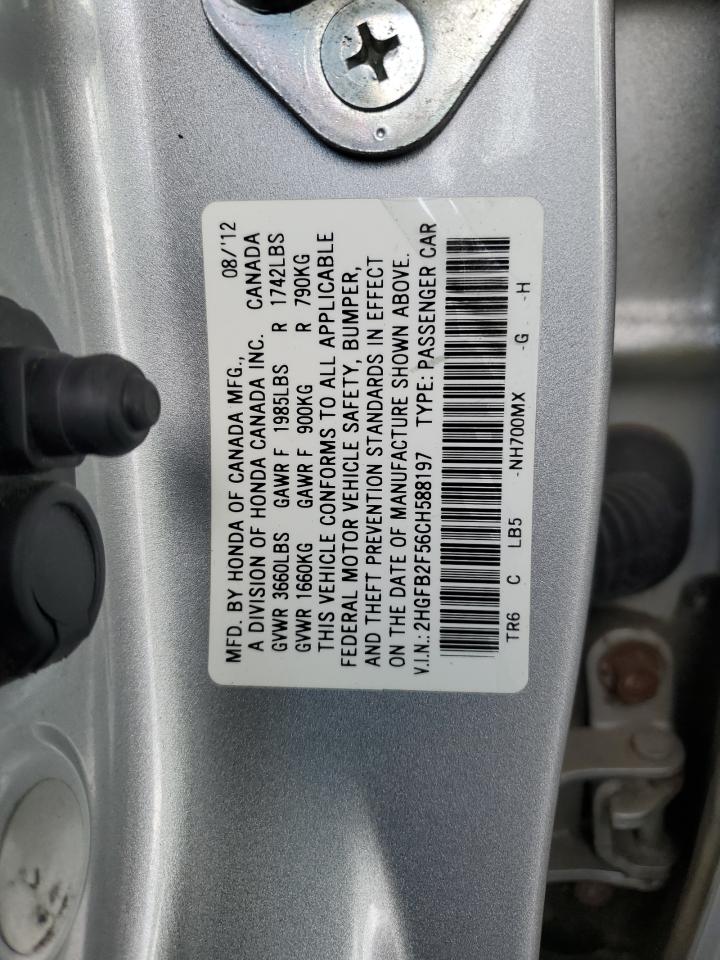 MFD. BY HONDA OF CANADA MFG., 08/'12
A DIVISION OF HONDA CANADA INC. CANADA
GVWR 3660LBS GAWR F 1985LBS R 1742LBS
GVWR 1660KG GAWR F 900KG R 790KG
THIS VEHICLE CONFORMS TO ALL APPLICABLE
FEDERAL MOTOR VEHICLE SAFETY, BUMPER,
AND THEFT PREVENTION STANDARDS IN EFFECT
ON THE DATE OF MANUFACTURE SHOWN ABOVE.
V.I.N.: 2HGFB2F56CH588197 TYPE: PASSENGER CAR
TR6 C LB5 -NH700MX -G -H